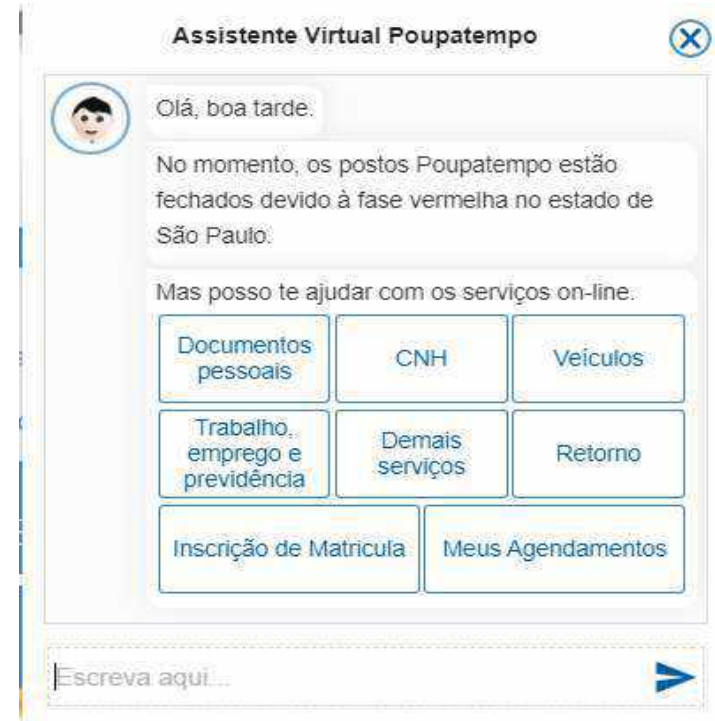 Assistente Virtual Poupatempo
Olá, boa tarde.
No momento, os postos Poupatempo estão
fechados devido à fase vermelha no estado de
São Paulo.
Mas posso te ajudar com os serviços on-line.
Documentos
pessoais
CNH
Veículos
Trabalho,
emprego e
previdência
Demais
serviços
Retorno
Inscrição de Matricula
Meus Agendamentos
Escreva aqui...